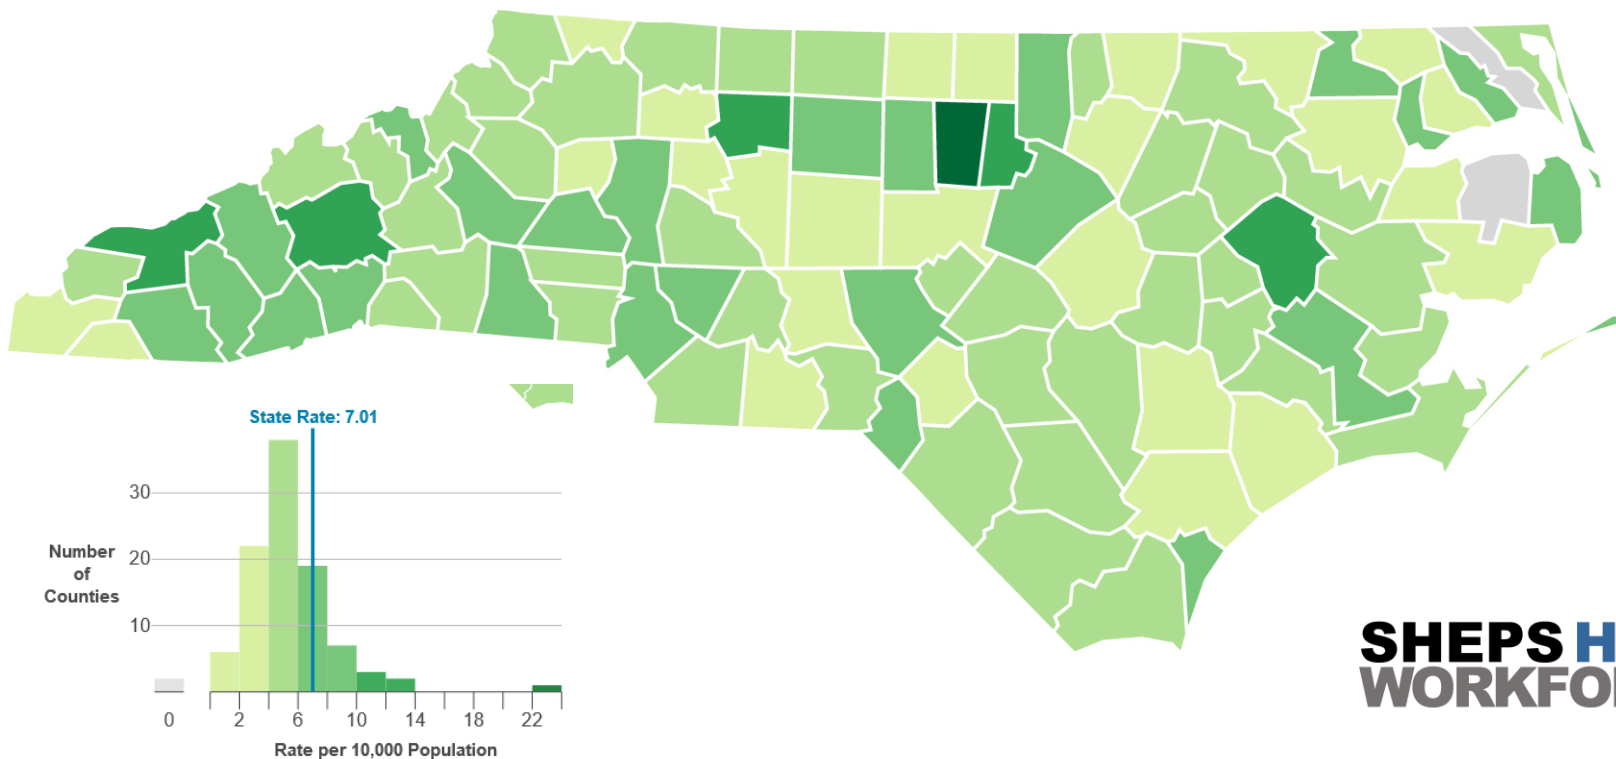 State Rate: 7.01
30
20
10
Number
of
Counties
0 2 6 10 14 18 22
Rate per 10,000 Population
SHEPS H
WORKFO